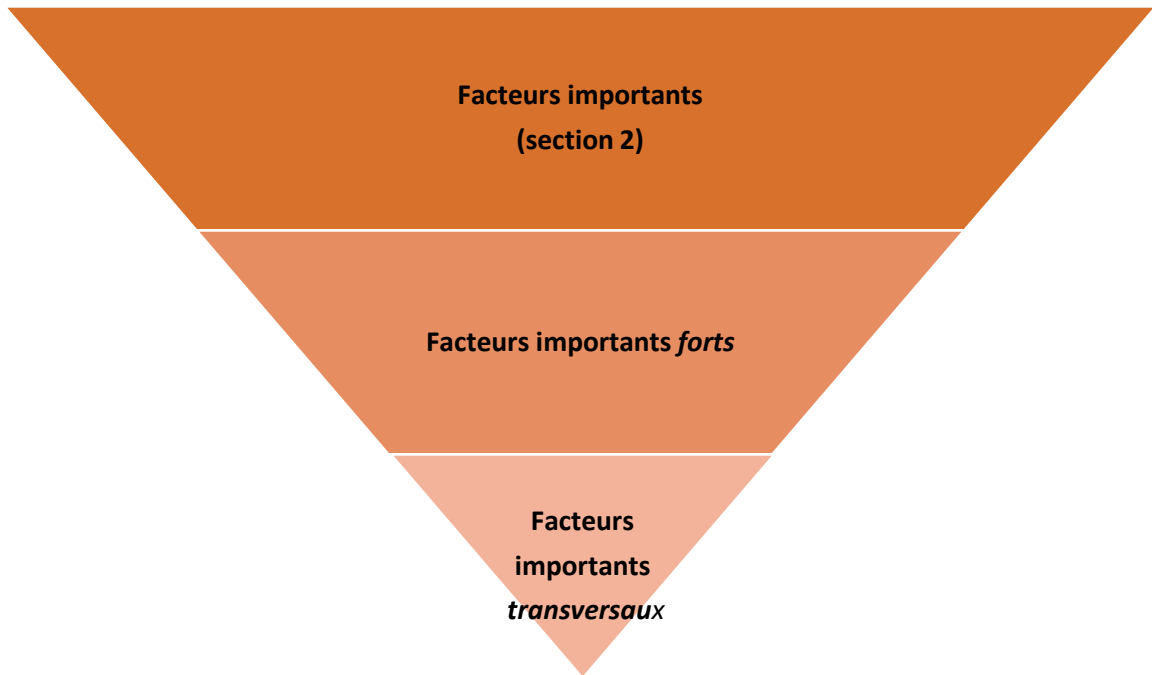 Facteurs importants
(section 2)
Facteurs importants forts
Facteurs
importants
transversaux